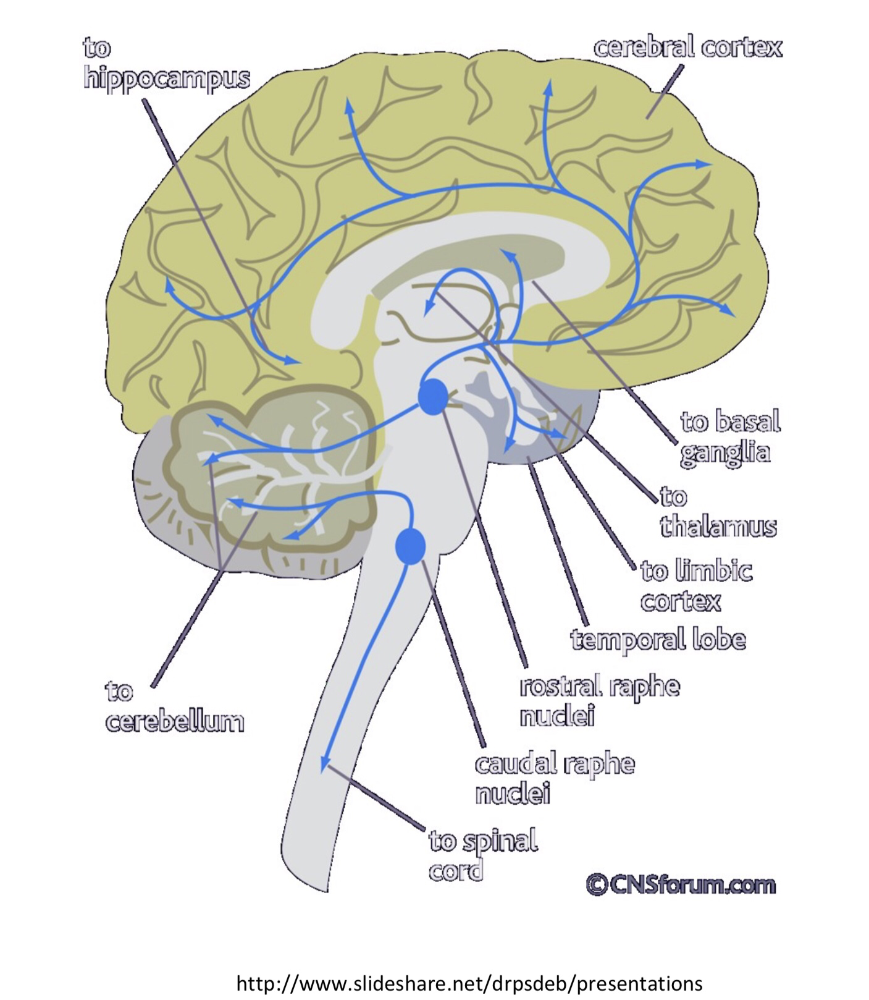 to
hippocampus
cerebral cortex
to basal
ganglia
to
thalamus
to limbic
cortex
temporal lobe
rostral raphe
nuclei
caudal raphe
nuclei
to
cerebellum
to spinal
cord
©CNSforum.com
http://www.slideshare.net/drpsdeb/presentations